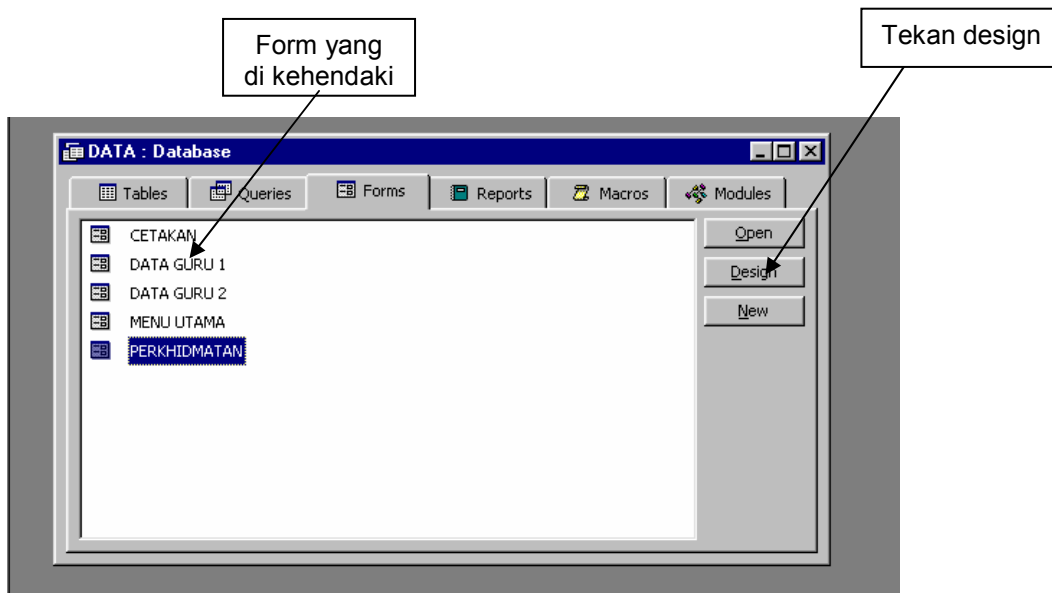 Form yang
di kehendaki
Tekan design
DATA : Database
Tables Queries Forms Reports Macros Modules
CETAKAN
DATA GURU 1
DATA GURU 2
MENU UTAMA
PERKHIDMATAN
Open
Design
New